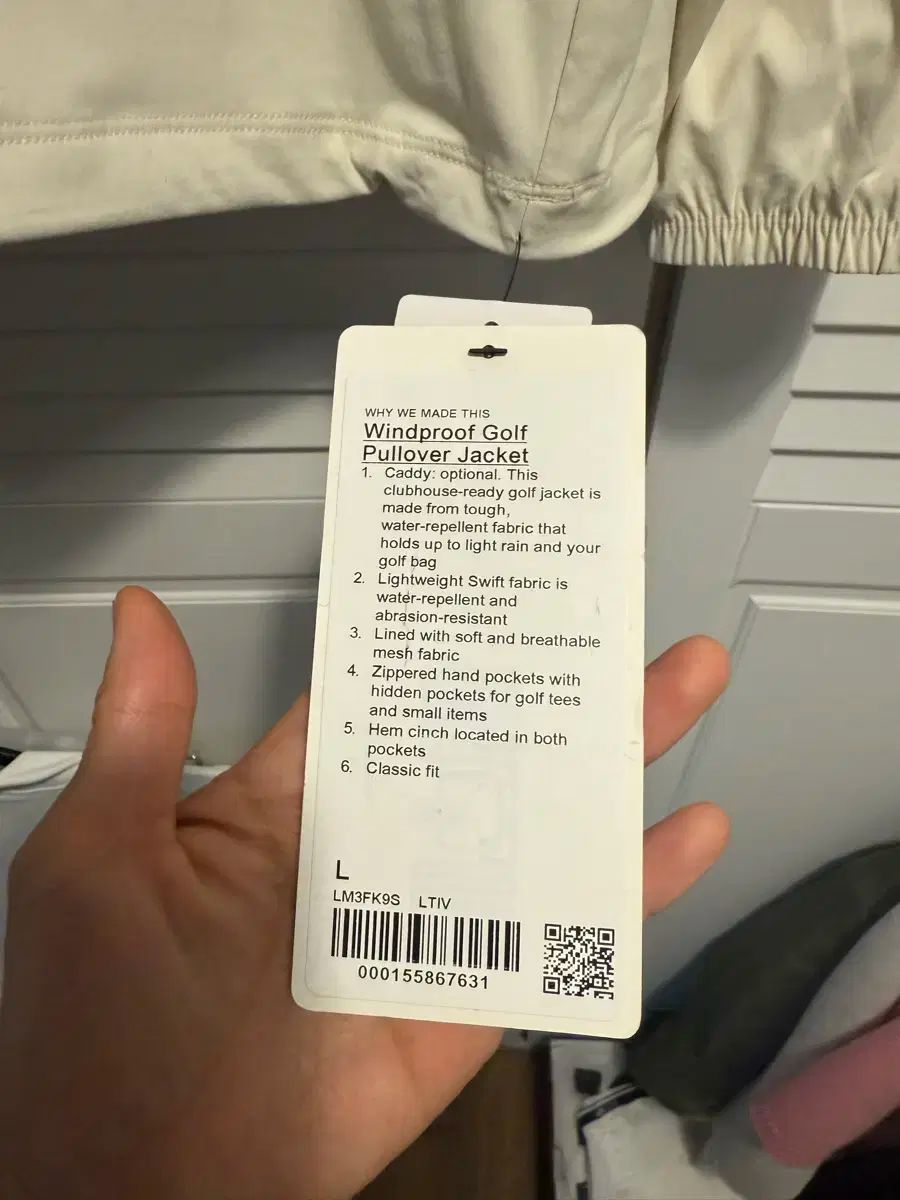 WHY WE MADE THIS
Windproof Golf
Pullover Jacket
1. Caddy: optional. This
clubhouse-ready golf jacket is
made from tough,
water-repellent fabric that
holds up to light rain and your
golf bag
2. Lightweight Swift fabric is
water-repellent and
abrasion-resistant
3. Lined with soft and breathable
mesh fabric
4. Zippered hand pockets with
hidden pockets for golf tees
and small items
5. Hem cinch located in both
pockets
6. Classic fit
L
LM3FK9S LTIV
000155867631